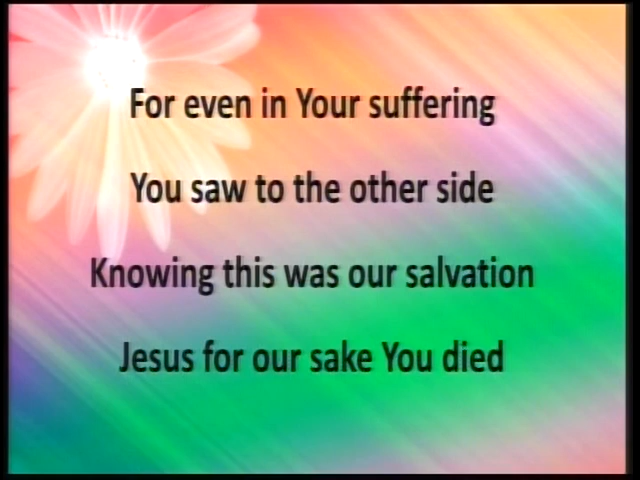 For even in Your suffering
You saw to the other side
Knowing this was our salvation
Jesus for our sake You died